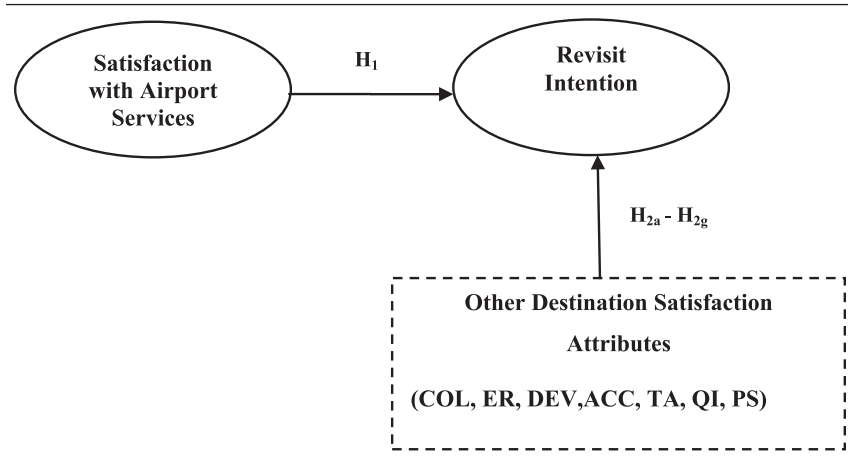 Satisfaction
with Airport
Services
H₁
Revisit
Intention
H₂ₐ - H₂g
Other Destination Satisfaction
Attributes
(COL, ER, DEV,ACC, TA, QI, PS)